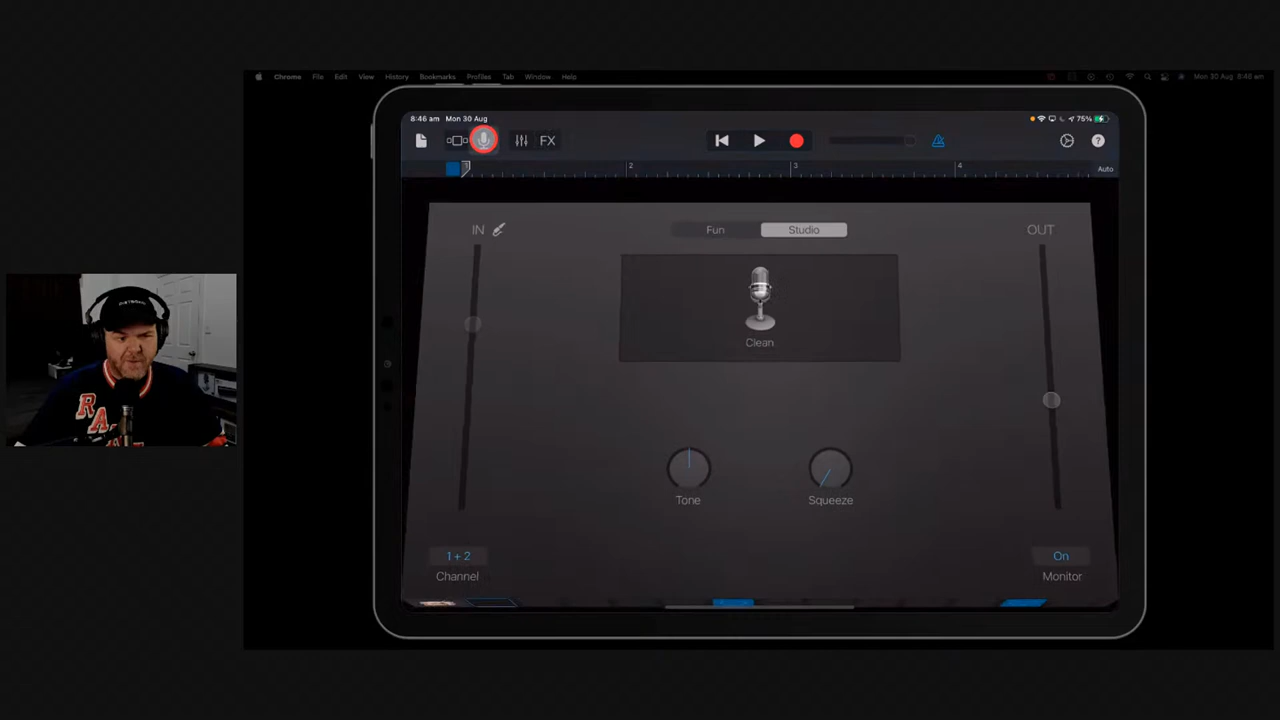 Chrome File Edit View History Bookmarks Profiles Tab Window Help
Mon 30 Aug 8:46 am
8:46 am Mon 30 Aug
75%
FX
1 2 3 4 Auto
IN Fun Studio OUT
Clean
Tone Squeeze
1 + 2 On
Channel Monitor